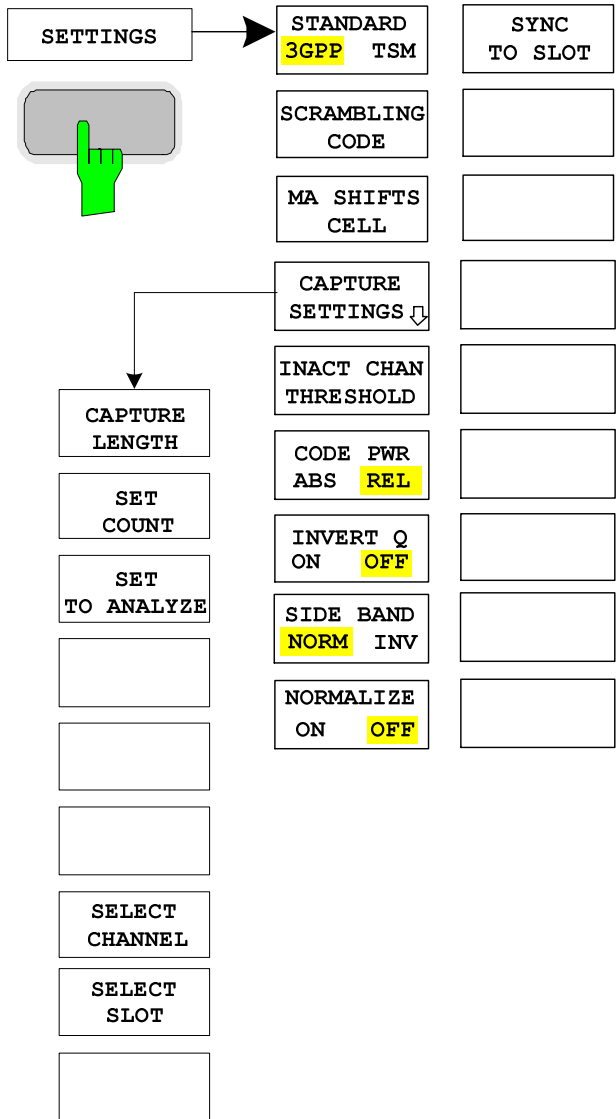 SETTINGS
STANDARD
3GPP TSM
SCRAMBLING
CODE
MA SHIFTS
CELL
CAPTURE
SETTINGS
INACT CHAN
THRESHOLD
CODE PWR
ABS REL
INVERT Q
ON OFF
SIDE BAND
NORM INV
NORMALIZE
ON OFF
SYNC
TO SLOT
CAPTURE
LENGTH
SET
COUNT
SET
TO ANALYZE
SELECT
CHANNEL
SELECT
SLOT